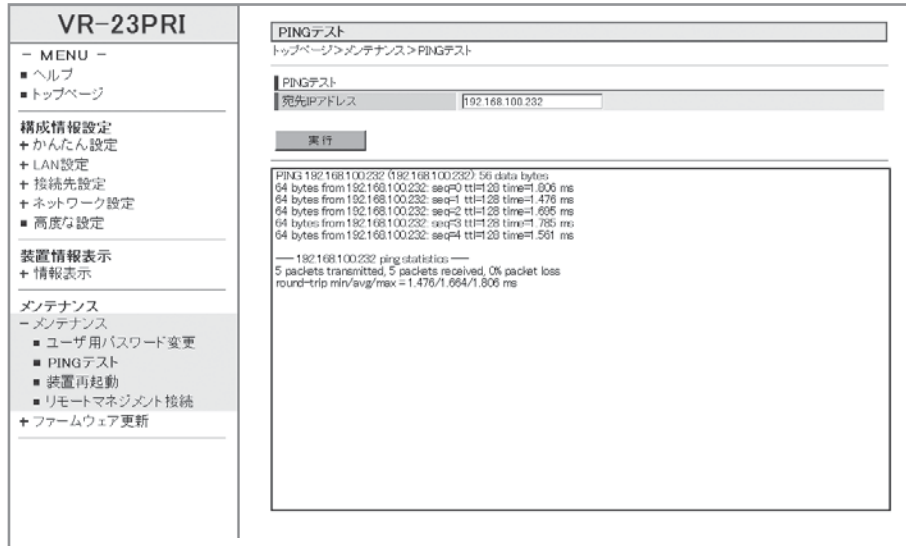 VR-23PRI
- MENU -
■ ヘルプ
■ トップページ
構成情報設定
+ かんたん設定
+ LAN設定
+ 接続先設定
+ ネットワーク設定
■ 高度な設定
装置情報表示
+ 情報表示
メンテナンス
- メンテナンス
■ ユーザ用パスワード変更
■ PINGテスト
■ 装置再起動
■ リモートマネジメント接続
+ ファームウェア更新
PINGテスト
トップページ>メンテナンス>PINGテスト
PINGテスト
宛先IPアドレス 192.168.100.232
実行
PING 192.168.100.232 (192.168.100.232): 56 data bytes
64 bytes from 192.168.100.232: seq=0 ttl=128 time=1.806 ms
64 bytes from 192.168.100.232: seq=1 ttl=128 time=1.476 ms
64 bytes from 192.168.100.232: seq=2 ttl=128 time=1.695 ms
64 bytes from 192.168.100.232: seq=3 ttl=128 time=1.785 ms
64 bytes from 192.168.100.232: seq=4 ttl=128 time=1.561 ms
--- 192.168.100.232 ping statistics ---
5 packets transmitted, 5 packets received, 0% packet loss
round-trip min/avg/max = 1.476/1.664/1.806 ms